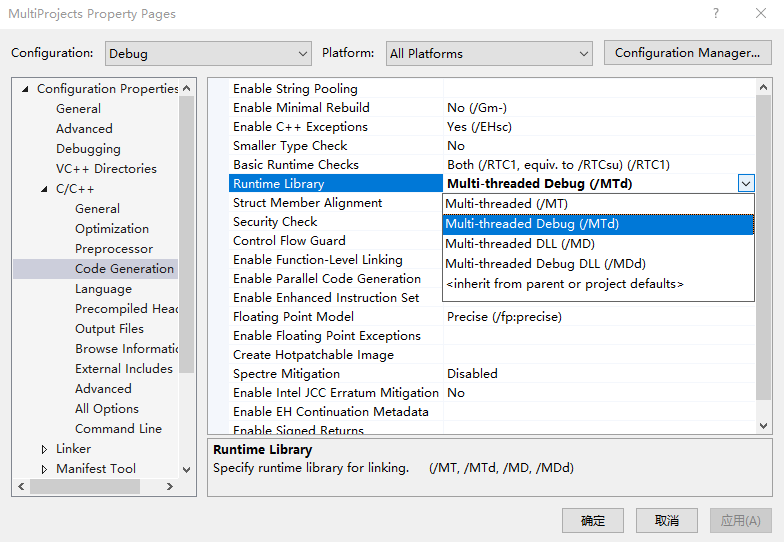 MultiProjects Property Pages
Configuration: Debug Platform: All Platforms Configuration Manager...
Configuration Properties
General
Advanced
Debugging
VC++ Directories
C/C++
General
Optimization
Preprocessor
Code Generation
Language
Precompiled Head
Output Files
Browse Informatic
External Includes
Advanced
All Options
Command Line
Linker
Manifest Tool
Enable String Pooling
Enable Minimal Rebuild No (/Gm-)
Enable C++ Exceptions Yes (/EHsc)
Smaller Type Check No
Basic Runtime Checks Both (/RTC1, equiv. to /RTCsu) (/RTC1)
Runtime Library Multi-threaded Debug (/MTd)
Struct Member Alignment
Security Check
Control Flow Guard
Enable Function-Level Linking
Enable Parallel Code Generation
Enable Enhanced Instruction Set
Multi-threaded (/MT)
Multi-threaded Debug (/MTd)
Multi-threaded DLL (/MD)
Multi-threaded Debug DLL (/MDd)
<inherit from parent or project defaults>
Floating Point Model Precise (/fp:precise)
Enable Floating Point Exceptions
Create Hotpatchable Image
Spectre Mitigation Disabled
Enable Intel JCC Erratum Mitigation No
Enable EH Continuation Metadata
Enable Signed Returns
Runtime Library
Specify runtime library for linking. (/MT, /MTd, /MD, /MDd)
确定 取消 应用(A)